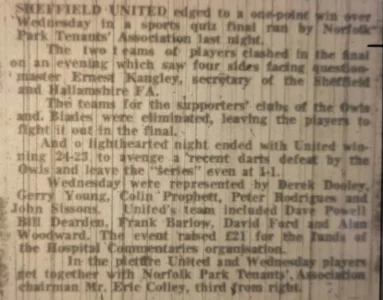 SHEFFIELD UNITED edged to a one-point win over
Wednesday in a sports quiz final run by Norfolk
Park Tenants' Association last night.
The two teams of players clashed in the final
on an evening which saw four sides facing question-
master Ernest Kangley, secretary of the Sheffield
and Hallamshire FA.
The teams for the supporters' clubs of the Owls
and Blades were eliminated, leaving the players to
fight it out in the final.
And a lighthearted night ended with United win-
ning 24-23 to avenge a recent darts defeat by the
Owls and leave the "series" even at 1-1.
Wednesday were represented by Derek Dooley,
Gerry Young, Colin Prophett, Peter Rodrigues and
John Sissons. United's team included Dave Powell
Bill Dearden, Frank Barlow, David Ford and Alan
Woodward. The event raised for the funds of
the Hospital Commentaries organisation.
In the picture United and Wednesday players
get together with Norfolk Park Tenants' Association
chairman Mr. Eric Colley, third from right.